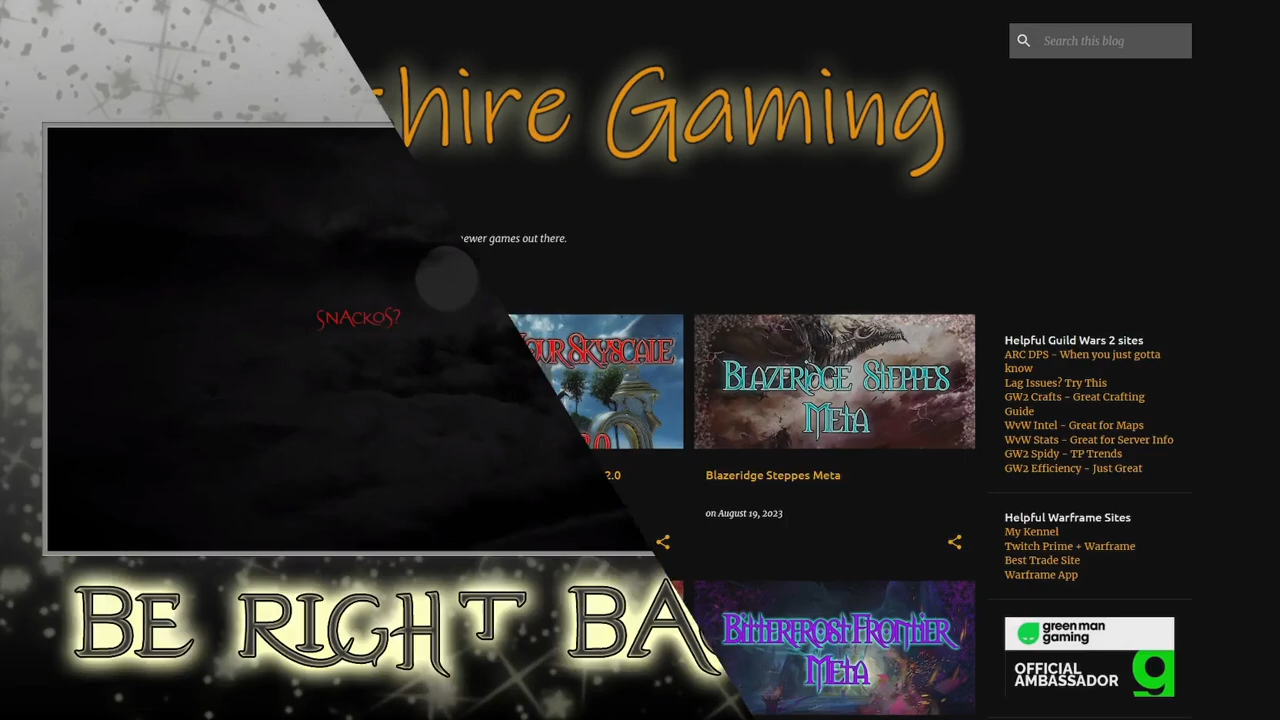 Search this blog
hire Gaming
ewer games out there.
SNACKOS?
OUR SKYSCALE
2.0
BLAZERIDGE STEPPES
META
Blazeridge Steppes Meta
on August 19, 2023
Helpful Guild Wars 2 sites
ARC DPS - When you just gotta
know
Lag Issues? Try This
GW2 Crafts - Great Crafting
Guide
WvW Intel - Great for Maps
WvW Stats - Great for Server Info
GW2 Spidy - TP Trends
GW2 Efficiency - Just Great
Helpful Warframe Sites
My Kennel
Twitch Prime + Warframe
Best Trade Site
Warframe App
BE RIGHT BA
BITTERFROST FRONTIER
META
green man
gaming
OFFICIAL
AMBASSADOR
g